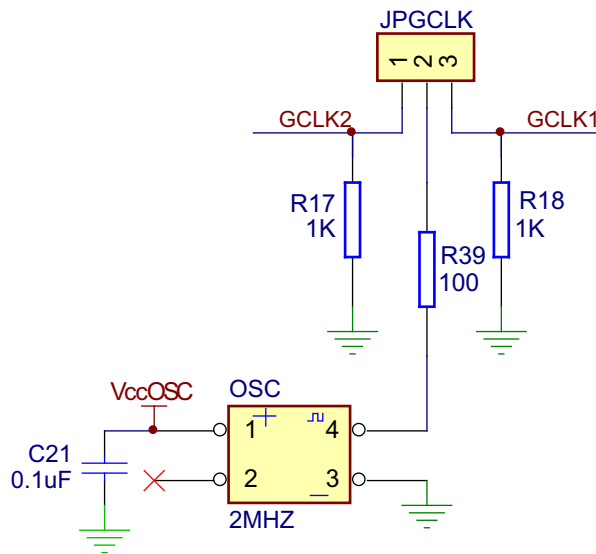 JPGCLK
1 2 3
GCLK2
GCLK1
R17
1K
R18
1K
R39
100
VccOSC
OSC
C21
0.1uF
1
4
2
3
2MHZ